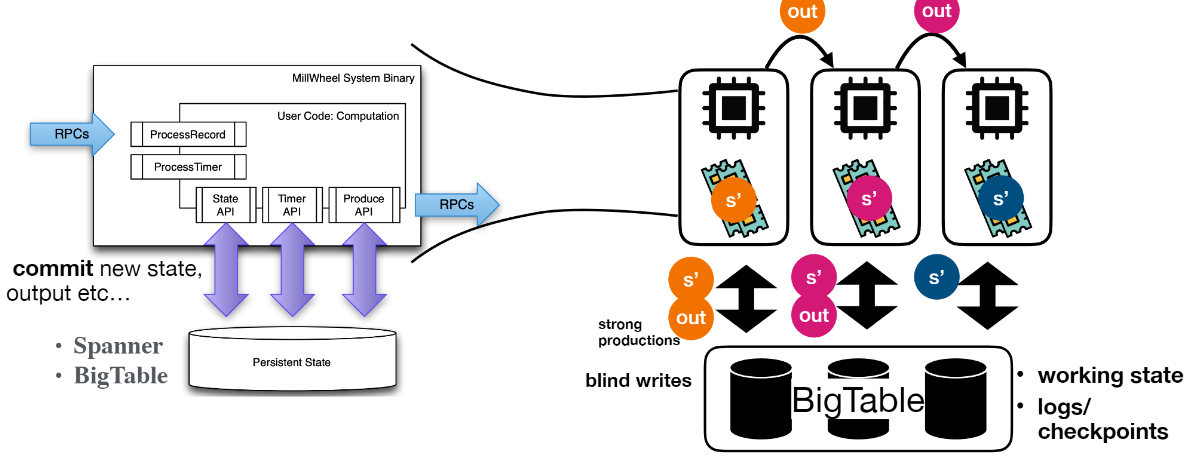 MillWheel System Binary
User Code: Computation
RPCs
ProcessRecord
ProcessTimer
State
API
Timer
API
Produce
API
RPCs
commit new state,
output etc…
• Spanner
• BigTable
Persistent State
out
out
s’
s’
s’
s’
out
s’
out
s’
strong
productions
blind writes
BigTable
• working state
• logs/
checkpoints